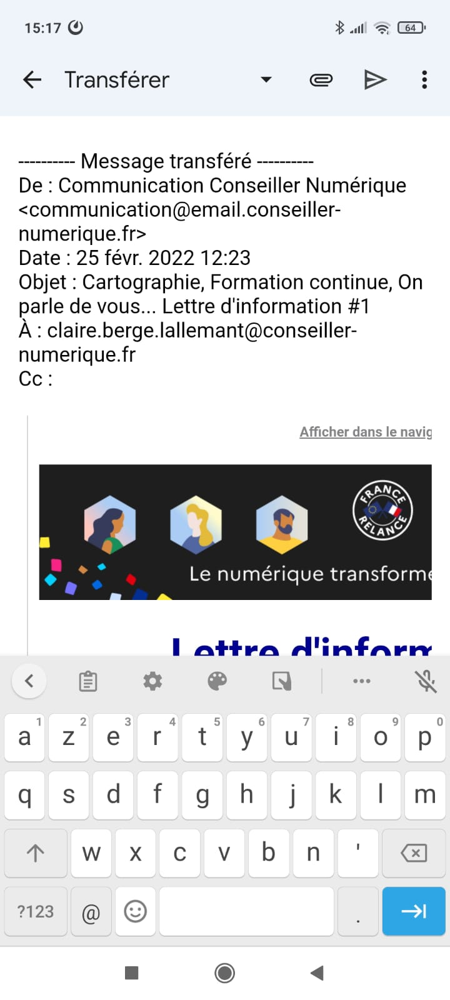 15:17
64
Transférer
---------- Message transféré ----------
De : Communication Conseiller Numérique
<communication@email.conseiller-
numerique.fr>
Date : 25 févr. 2022 12:23
Objet : Cartographie, Formation continue, On
parle de vous... Lettre d'information #1
À : claire.berge.lallemant@conseiller-
numerique.fr
Cc :
Afficher dans le navig
FRANCE
RELANCE
Le numérique transforme
Lettre d'inform
a 1 z 2 e 3 r 4 t 5 y 6 u 7 i 8 o 9 p 0
q s d f g h j k l m
w x c v b n '
?123 @ .